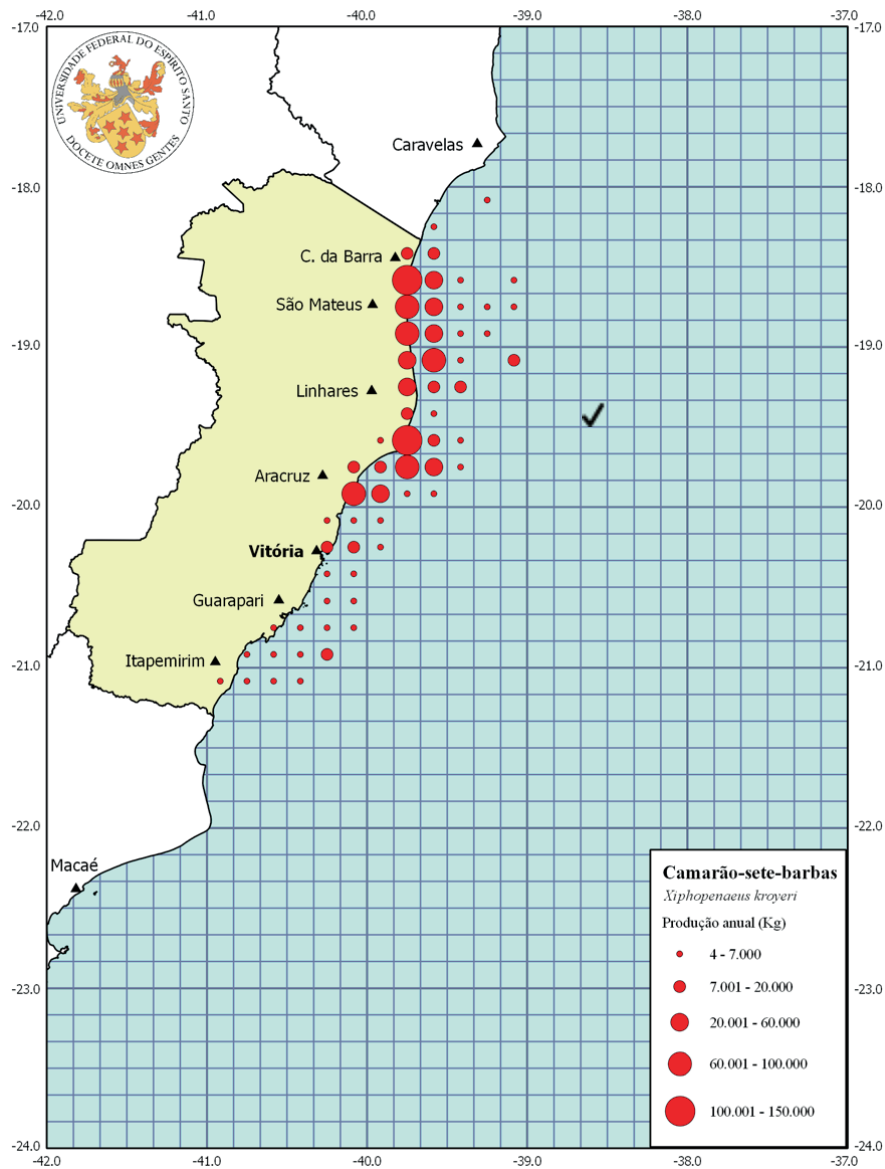 -42.0 -41.0 -40.0 -39.0 -38.0 -37.0
-17.0 -17.0
UNIVERSIDADE FEDERAL DO ESPÍRITO SANTO
DOCETE OMNES GENTES
Caravelas
-18.0 -18.0
C. da Barra
São Mateus
-19.0 -19.0
Linhares
Aracruz
-20.0 -20.0
Vitória
Guarapari
Itapemirim
-21.0 -21.0
-22.0 -22.0
Macaé
Camarão-sete-barbas
Xiphopenaeus kroyeri
Produção anual (Kg)
4 - 7.000
7.001 - 20.000
20.001 - 60.000
60.001 - 100.000
100.001 - 150.000
-23.0 -23.0
-24.0 -24.0
-42.0 -41.0 -40.0 -39.0 -38.0 -37.0